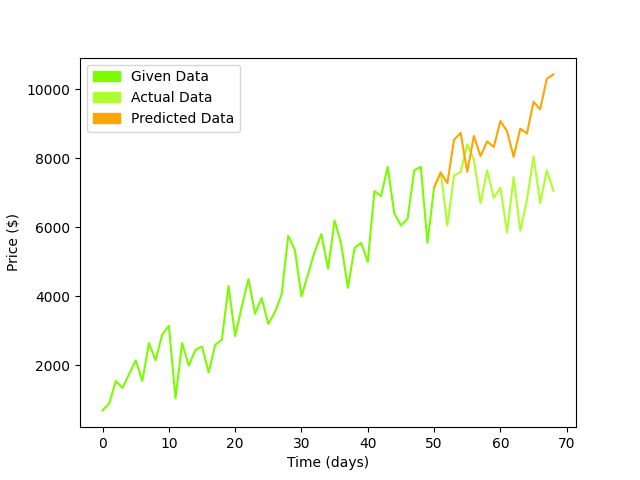 Given Data
Actual Data
Predicted Data
10000
8000
6000
4000
2000
Price ($)
0 10 20 30 40 50 60 70
Time (days)